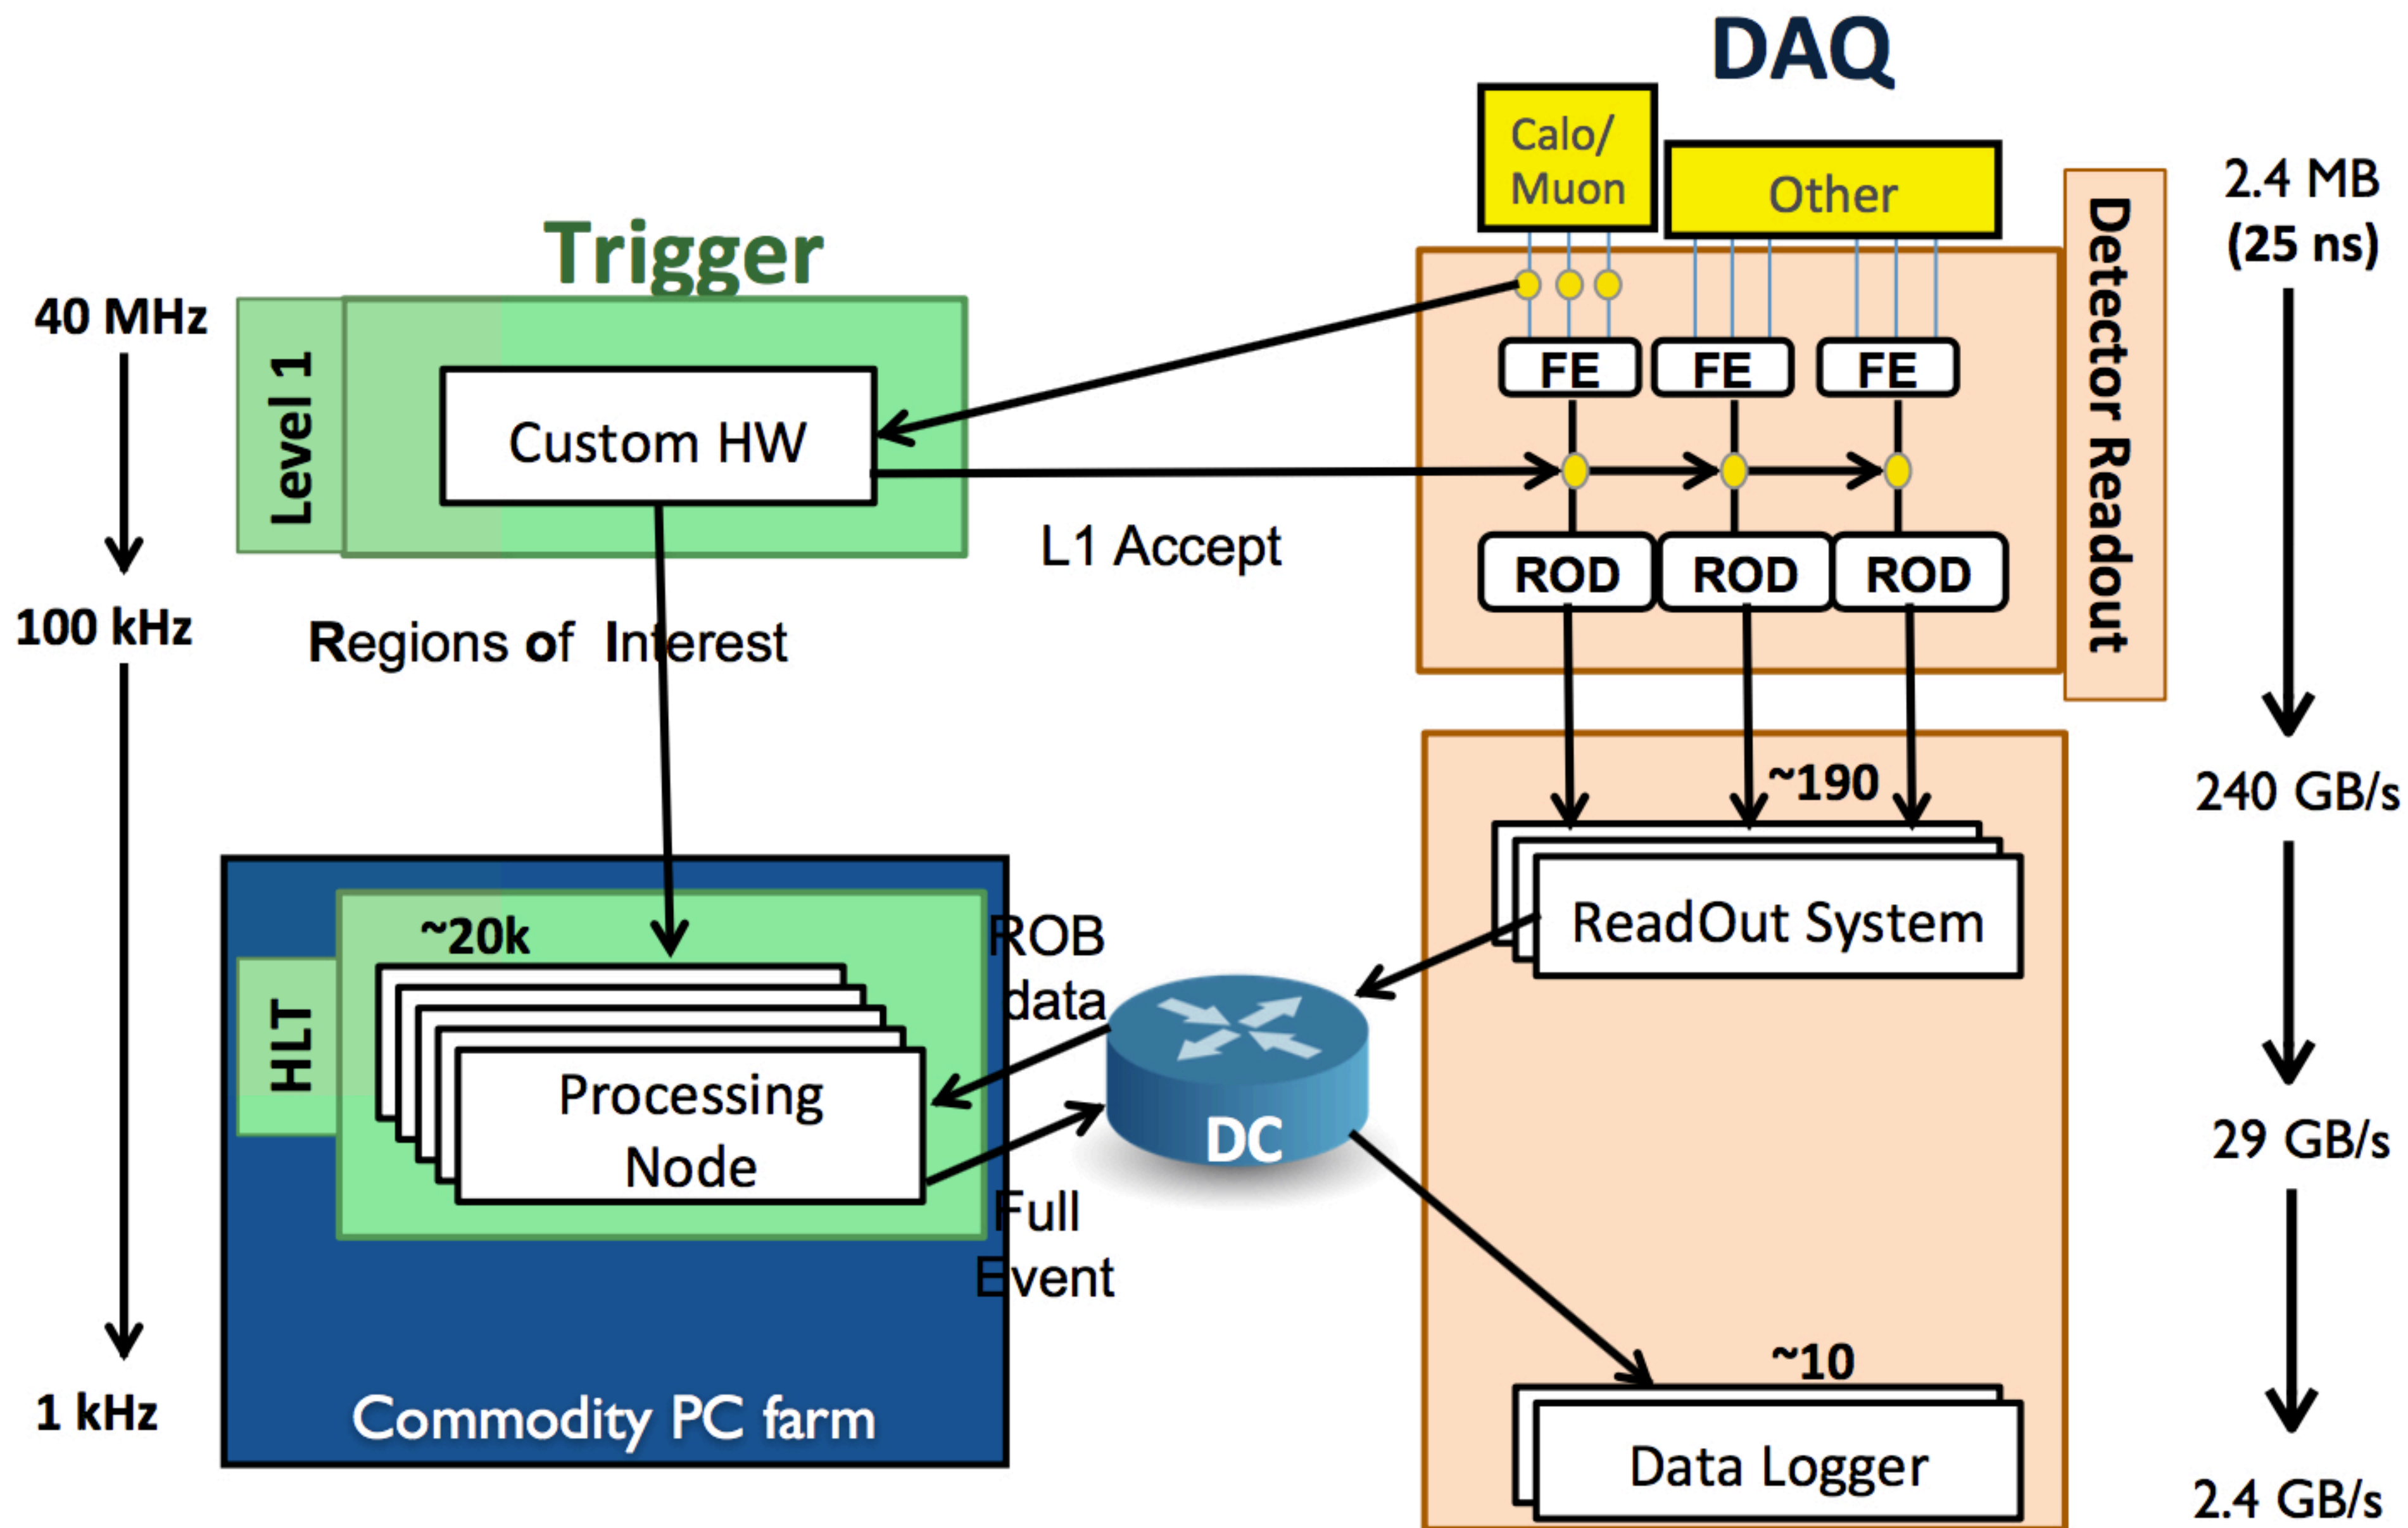 DAQ
Calo/
Muon
Other
2.4 MB
(25 ns)
Trigger
40 MHz
Level 1
Custom HW
FE
FE
FE
Detector Readout
L1 Accept
ROD
ROD
ROD
100 kHz
Regions of Interest
~190
240 GB/s
ReadOut System
~20k
ROB
data
HLT
Processing
Node
DC
29 GB/s
Full
Event
~10
1 kHz
Commodity PC farm
Data Logger
2.4 GB/s